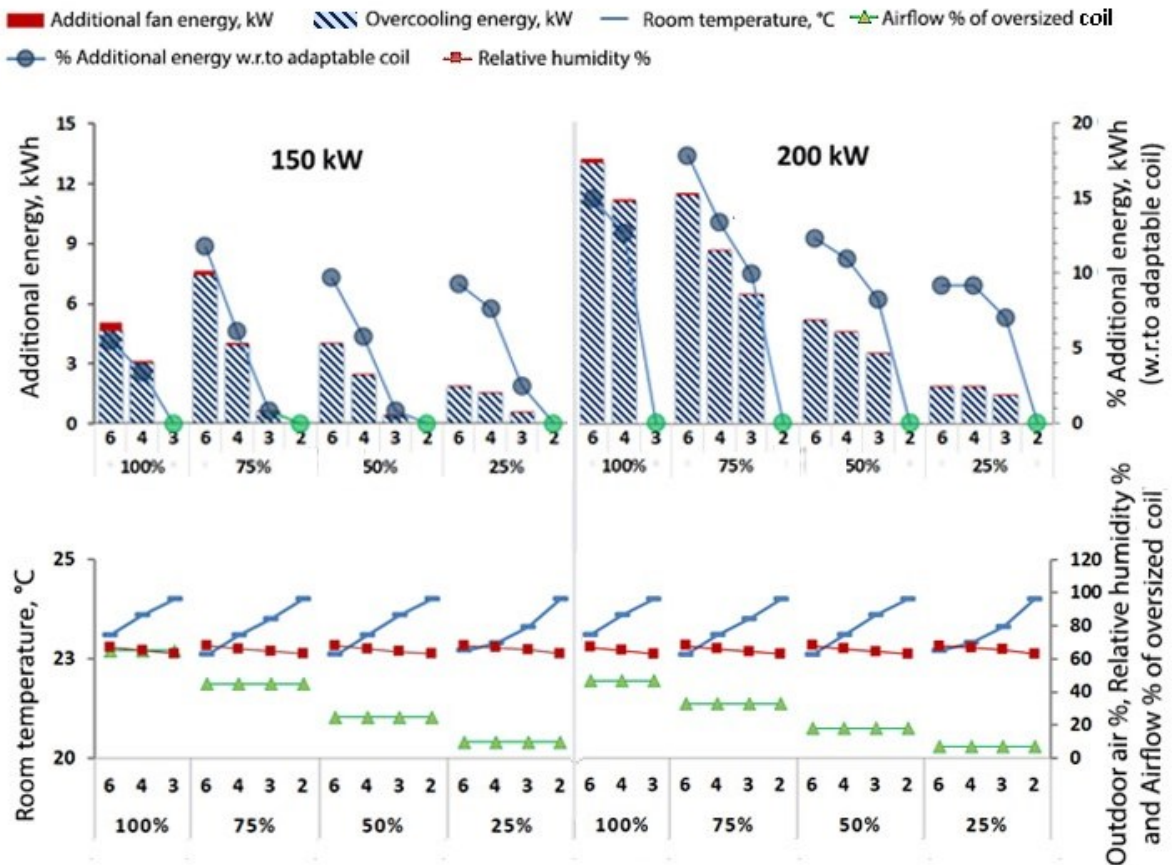 Additional fan energy, kW Overcooling energy, kW Room temperature, °C Airflow % of oversized coil
% Additional energy w.r.to adaptable coil Relative humidity %
Additional energy, kWh
15
12
9
6
3
0
150 kW
200 kW
20
15
10
5
0
% Additional energy, kWh
(w.r.to adaptable coil)
6 4 3 6 4 3 2 6 4 3 2 6 4 3 2 6 4 3 6 4 3 2 6 4 3 2 6 4 3 2
100% 75% 50% 25% 100% 75% 50% 25%
Room temperature, °C
25
23
20
120
100
80
60
40
20
0
Outdoor air %, Relative humidity %
and Airflow % of oversized coil
6 4 3 6 4 3 2 6 4 3 2 6 4 3 2 6 4 3 6 4 3 2 6 4 3 2 6 4 3 2
100% 75% 50% 25% 100% 75% 50% 25%